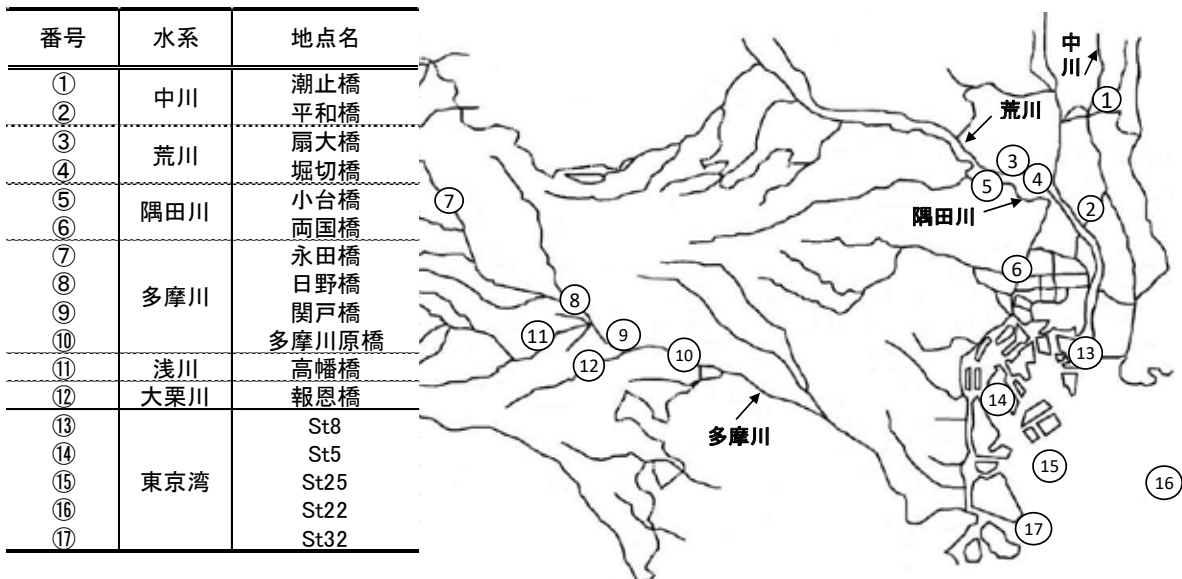 番号 水系 地点名
① 中川 潮止橋
② 平和橋
③ 荒川 扇大橋
④ 堀切橋
⑤ 隅田川 小台橋
⑥ 両国橋
⑦ 多摩川 永田橋
⑧ 日野橋
⑨ 関戸橋
⑩ 多摩川原橋
⑪ 浅川 高幡橋
⑫ 大栗川 報恩橋
⑬ 東京湾 St8
⑭ St5
⑮ St25
⑯ St22
⑰ St32
中川
①
荒川
③
④
⑤
②
隅田川
⑦
⑥
⑧
⑨
⑪
⑩
⑫
⑬
⑭
多摩川
⑮
⑯
⑰